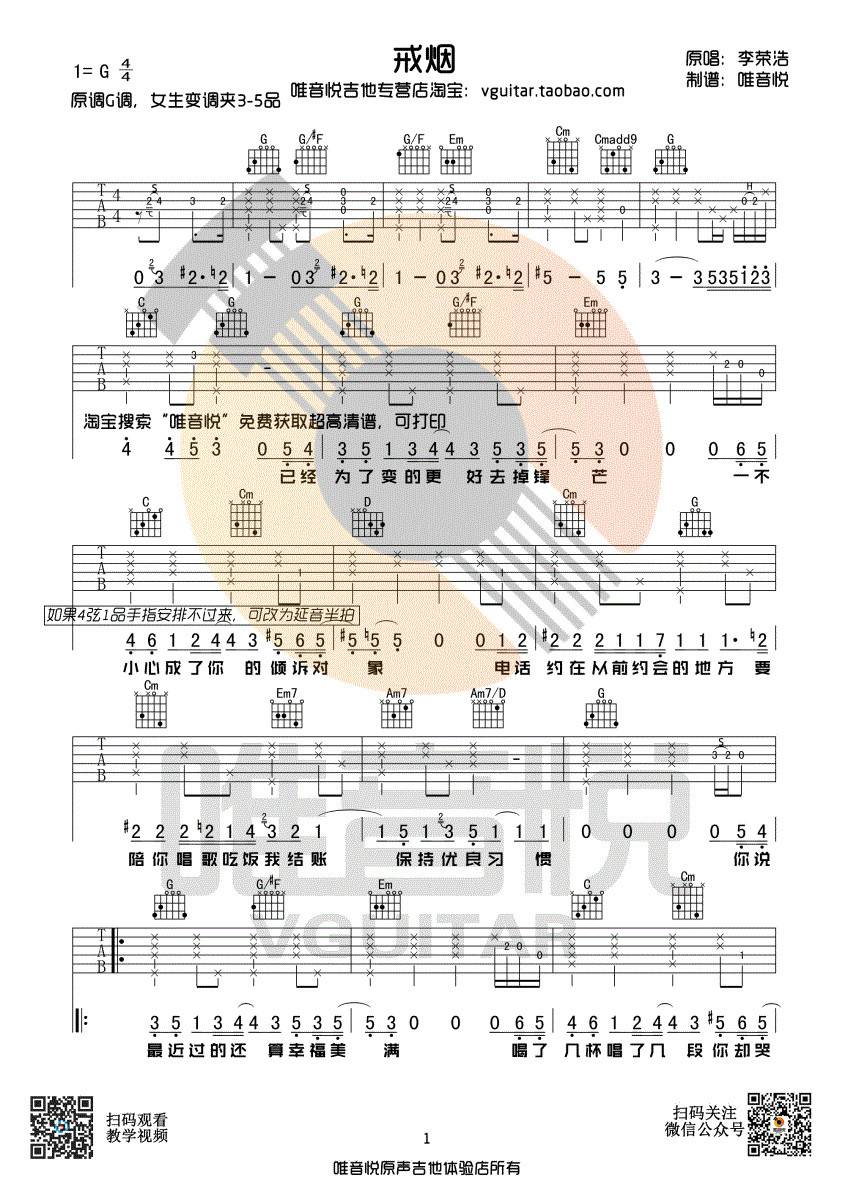 戒烟
1= G 4/4
原调G调，女生变调夹3-5品
唯音悦吉他专营店淘宝：vguitar.taobao.com
原唱：李荣浩
制谱：唯音悦
G G/#F G/F Em Cm Cmadd9 G
T A B 4 4
0 3 #2· ♮2 1 - 0 3 #2· ♮2 1 - 0 3 #2· ♮2 #5 - 5 5 3 - 3 5 3 5 1 2 3
C G G G/#F Em
T A B
淘宝搜索“唯音悦”免费获取超高清谱，可打印
4 4 5 3 0 5 4 3 5 1 3 4 4 3 5 3 5 5 3 0 0 0 6 5
已经 为了变的更 好去掉锋 芒 一不
C Cm D Cm G
T A B
如果4弦1品手指安排不过来，可改为延音半拍
4 6 1 2 4 4 3 #5 6 5 #5 ♮5 5 0 0 0 1 2 #2 2 2 1 1 7 1 1 1· ♮2
小心成了你 的倾诉对 象 电话 约在从前约会的地方 要
Cm Em7 Am7 Am7/D G
T A B
#2 2 2 ♮2 1 4 3 2 1 1 5 1 3 5 1 1 1 0 0 0 0 5 4
陪你唱歌吃饭我结账 保持优良习 惯 你说
G G/#F Em C Cm
T A B
3 5 1 3 4 4 3 5 3 5 5 3 0 0 0 6 5 4 6 1 2 4 4 3 #5 6 5
最近过的还 算幸福美 满 喝了 几杯唱了几 段你却哭
唯音悦
VGUITAR
扫码观看
教学视频
扫码关注
微信公众号
1
唯音悦原声吉他体验店所有